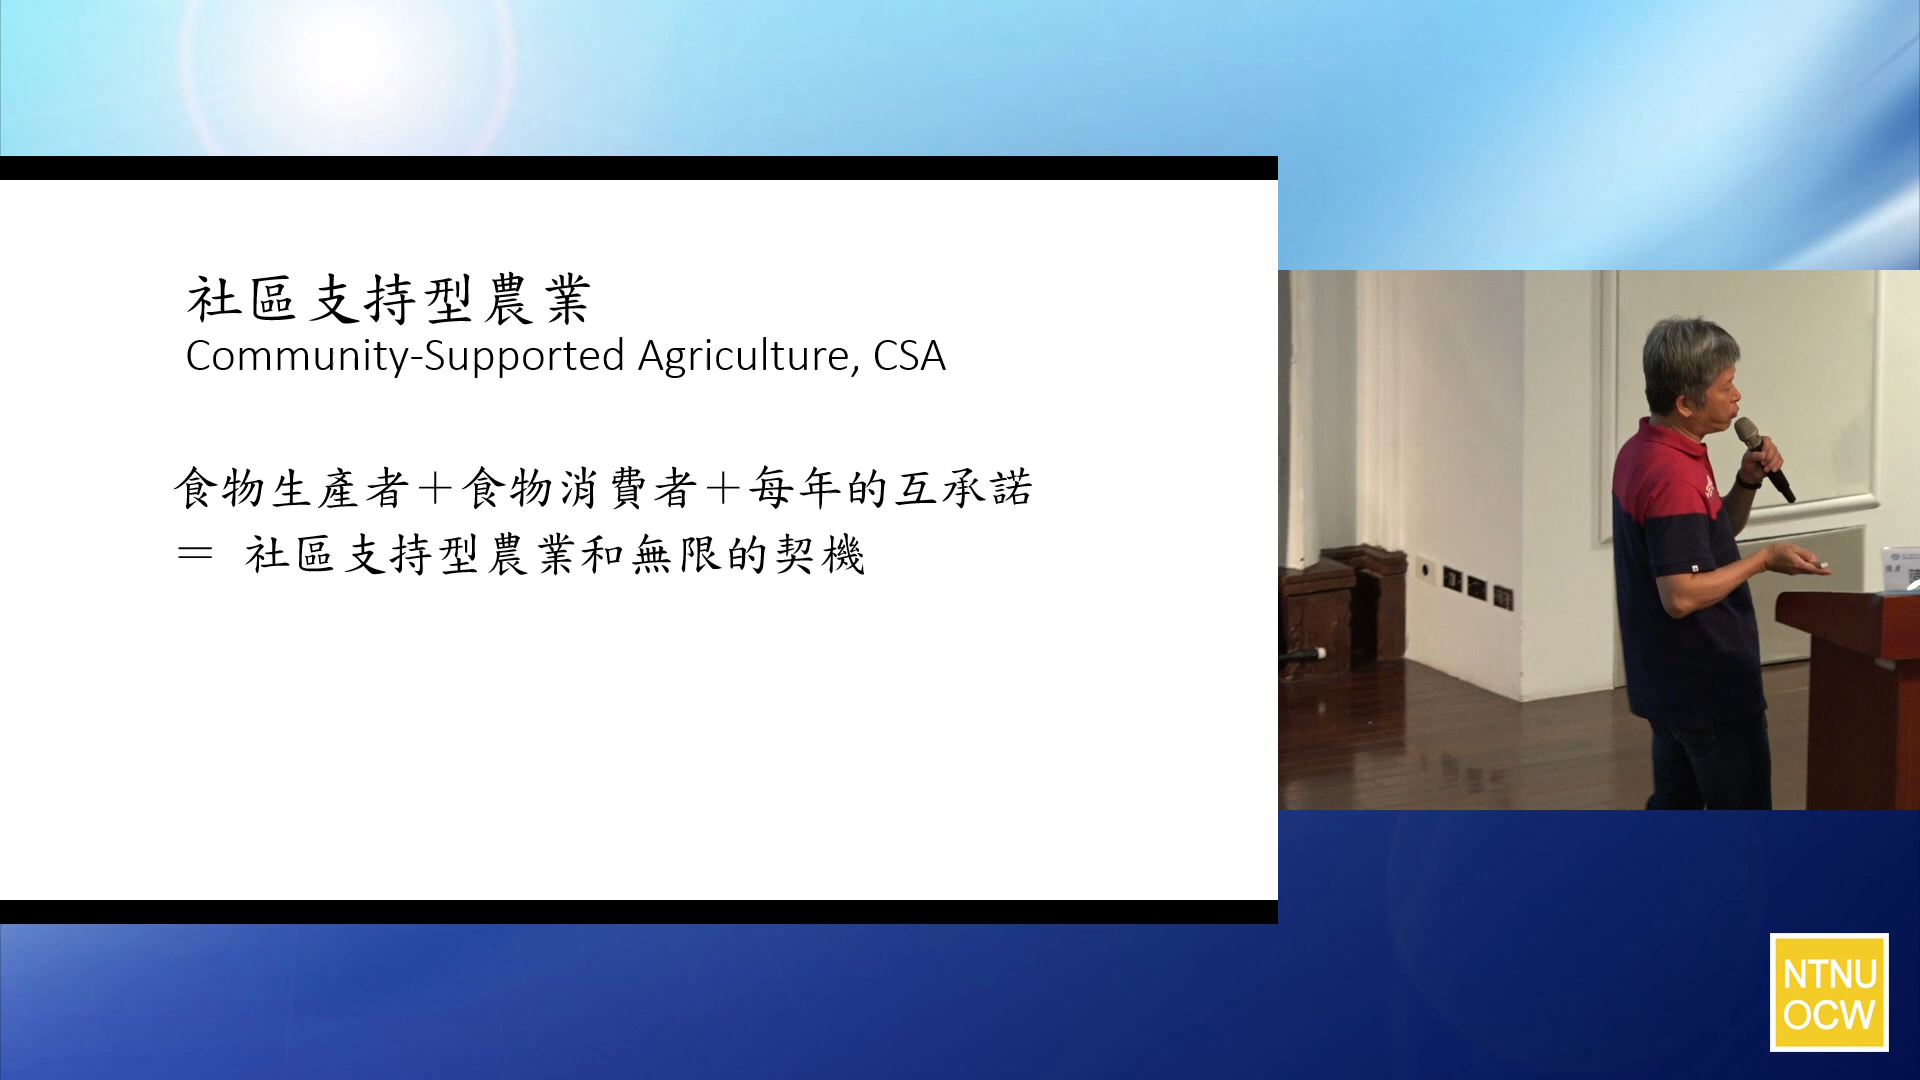 社區支持型農業
Community-Supported Agriculture, CSA
食物生產者＋食物消費者＋每年的互承諾
＝ 社區支持型農業和無限的契機
NTNU
OCW